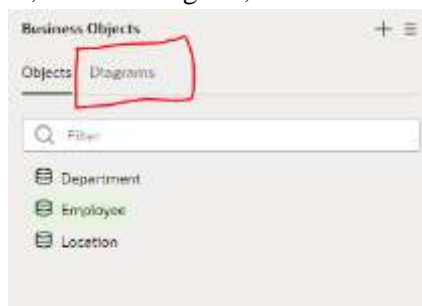 Business Objects
Objects Diagrams
Filter
Department
Employee
Location